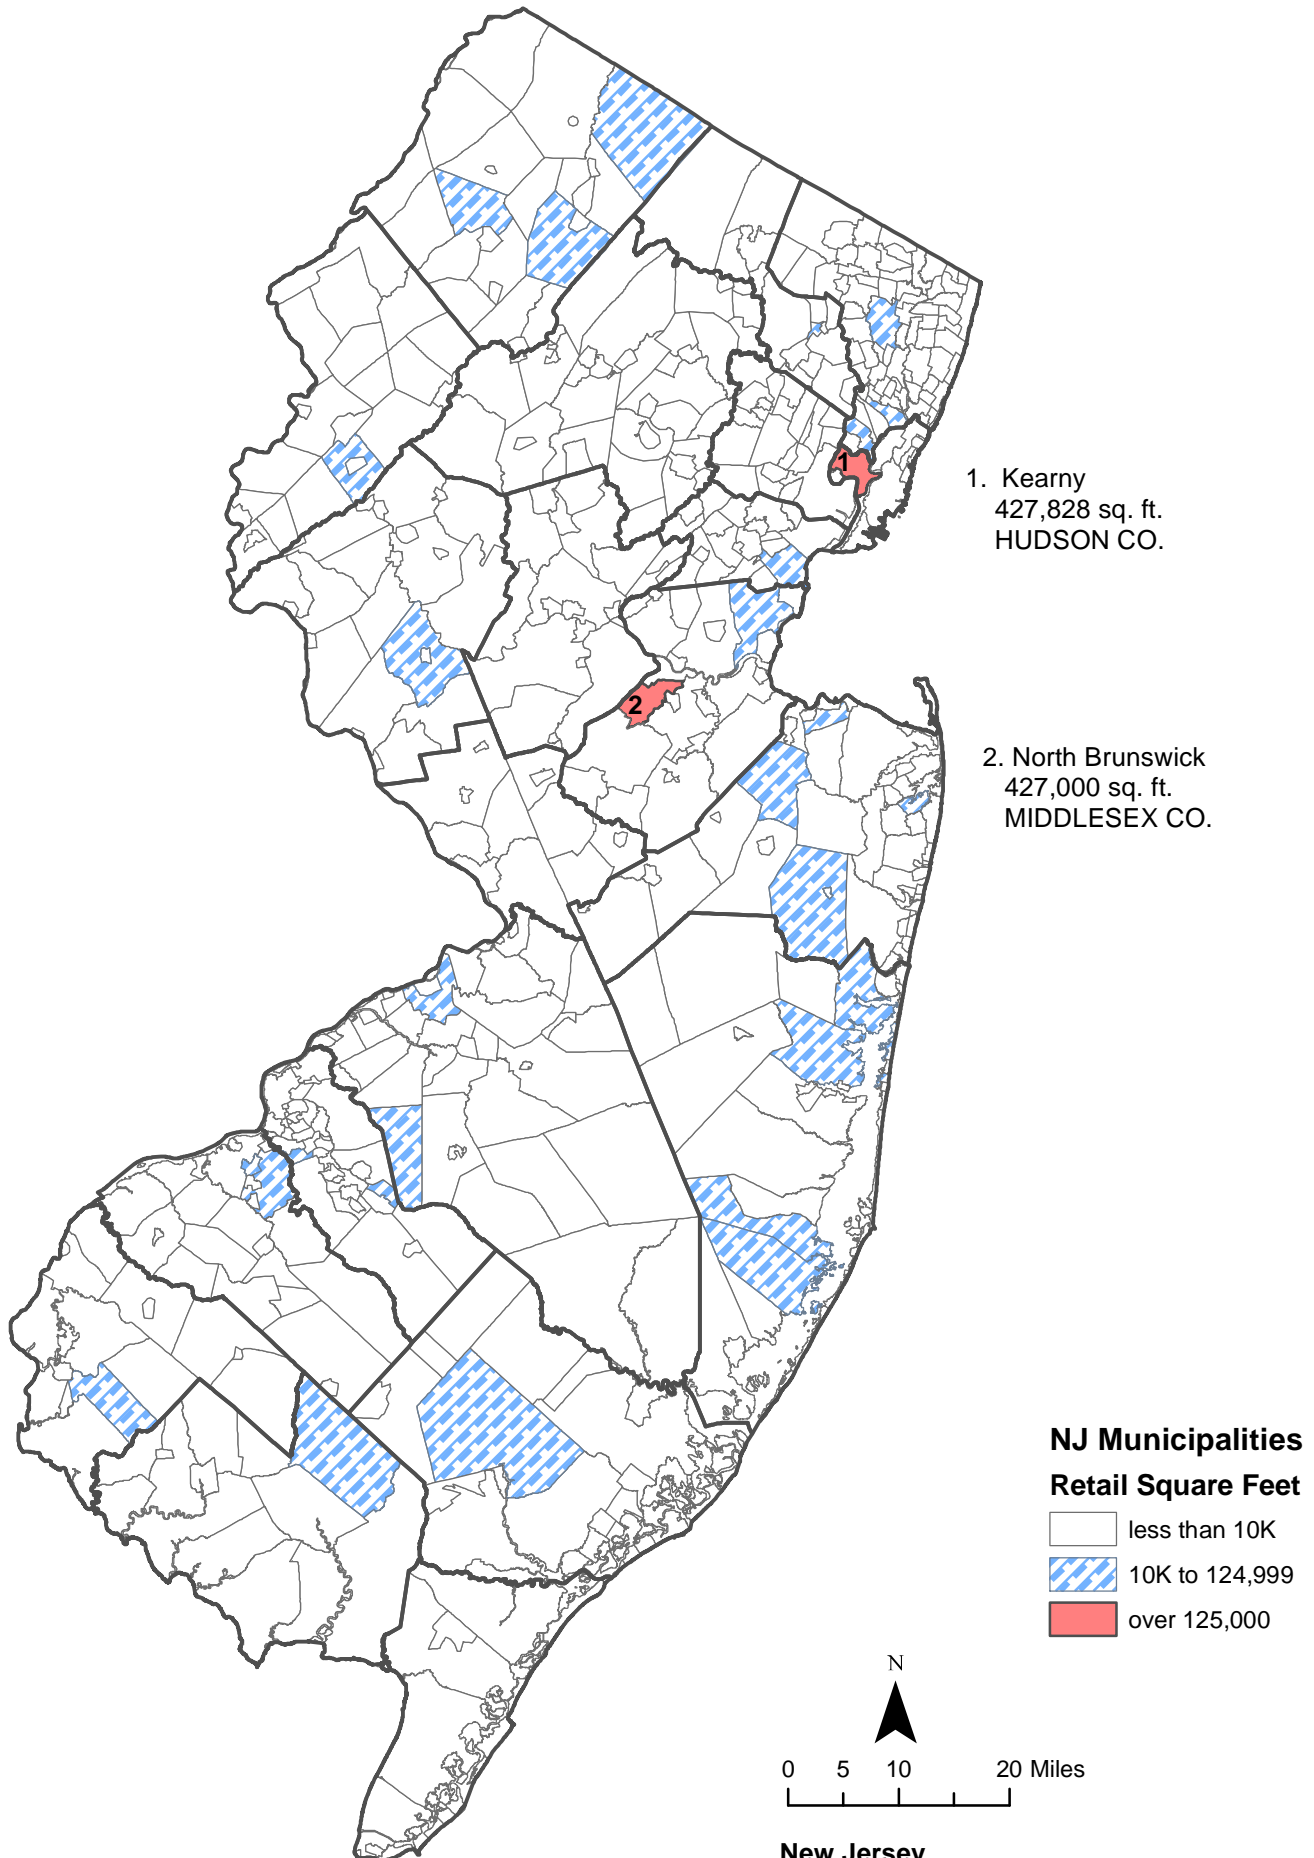 1
1. Kearny
427,828 sq. ft.
HUDSON CO.
2
2. North Brunswick
427,000 sq. ft.
MIDDLESEX CO.
NJ Municipalities
Retail Square Feet
less than 10K
10K to 124,999
over 125,000
N
0 5 10 20 Miles
New Jersey